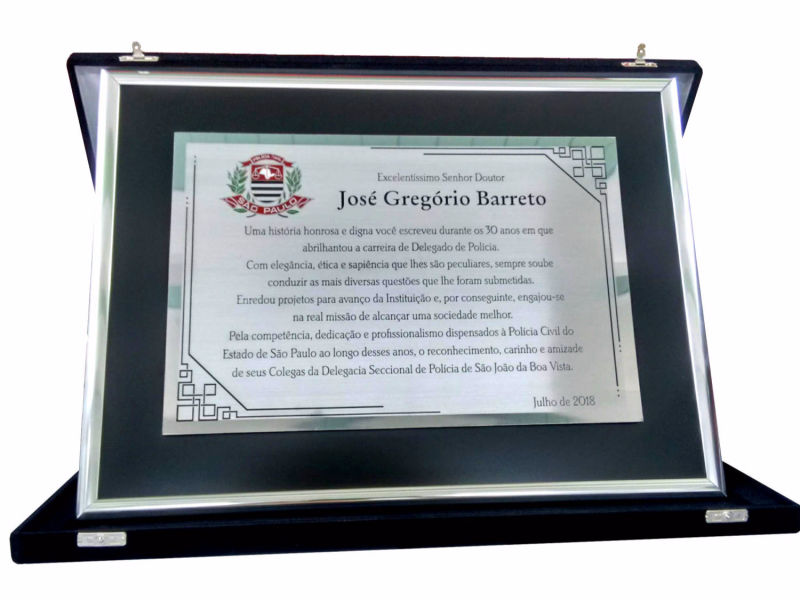 POLÍCIA CIVIL
SÃO PAULO
Excelentíssimo Senhor Doutor
José Gregório Barreto
Uma história honrosa e digna você escreveu durante os 30 anos em que
abrilhantou a carreira de Delegado de Polícia.
Com elegância, ética e sapiência que lhes são peculiares, sempre soube
conduzir as mais diversas questões que lhe foram submetidas.
Enredou projetos para avanço da Instituição e, por conseguinte, engajou-se
na real missão de alcançar uma sociedade melhor.
Pela competência, dedicação e profissionalismo dispensados à Polícia Civil do
Estado de São Paulo ao longo desses anos, o reconhecimento, carinho e amizade
de seus Colegas da Delegacia Seccional de Polícia de São João da Boa Vista.
Julho de 2018